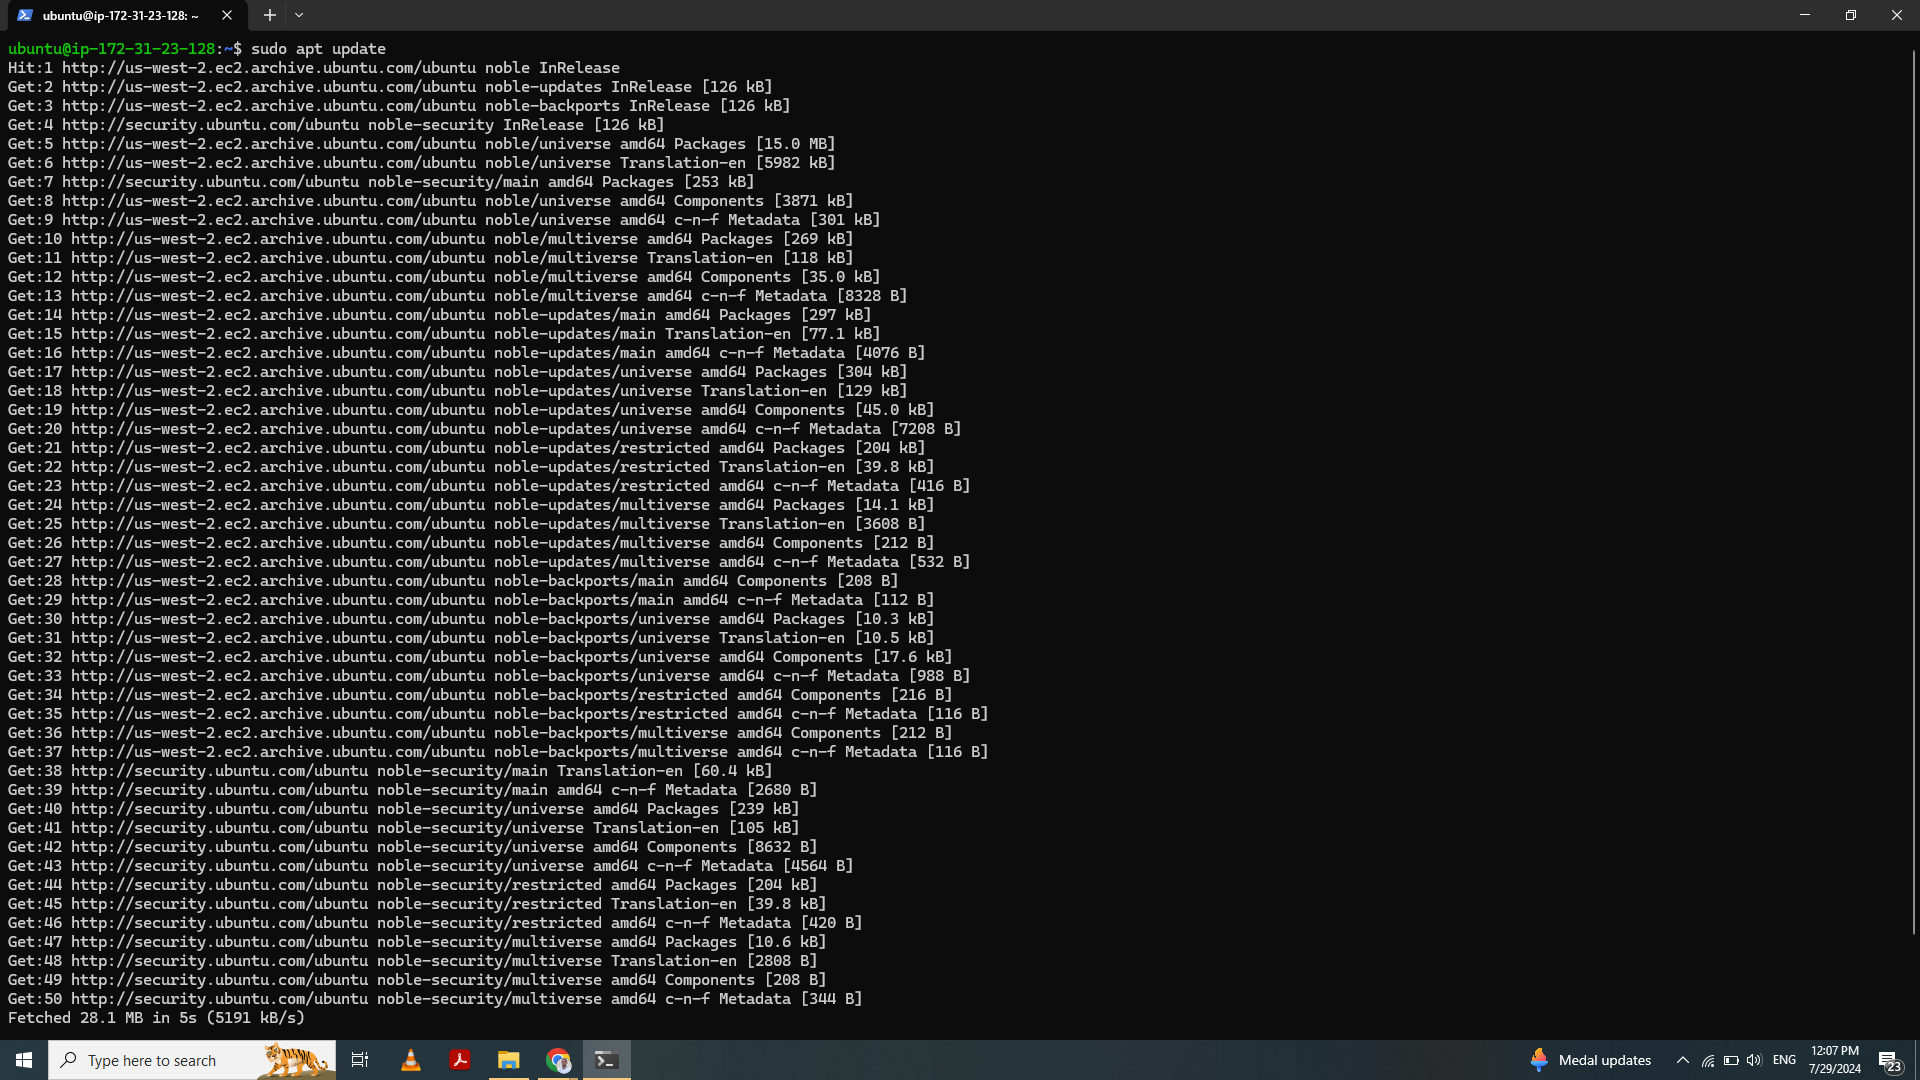 ubuntu@ip-172-31-23-128: ~
ubuntu@ip-172-31-23-128:~$ sudo apt update
Hit:1 http://us-west-2.ec2.archive.ubuntu.com/ubuntu noble InRelease
Get:2 http://us-west-2.ec2.archive.ubuntu.com/ubuntu noble-updates InRelease [126 kB]
Get:3 http://us-west-2.ec2.archive.ubuntu.com/ubuntu noble-backports InRelease [126 kB]
Get:4 http://security.ubuntu.com/ubuntu noble-security InRelease [126 kB]
Get:5 http://us-west-2.ec2.archive.ubuntu.com/ubuntu noble/universe amd64 Packages [15.0 MB]
Get:6 http://us-west-2.ec2.archive.ubuntu.com/ubuntu noble/universe Translation-en [5982 kB]
Get:7 http://security.ubuntu.com/ubuntu noble-security/main amd64 Packages [253 kB]
Get:8 http://us-west-2.ec2.archive.ubuntu.com/ubuntu noble/universe amd64 Components [3871 kB]
Get:9 http://us-west-2.ec2.archive.ubuntu.com/ubuntu noble/universe amd64 c-n-f Metadata [301 kB]
Get:10 http://us-west-2.ec2.archive.ubuntu.com/ubuntu noble/multiverse amd64 Packages [269 kB]
Get:11 http://us-west-2.ec2.archive.ubuntu.com/ubuntu noble/multiverse Translation-en [118 kB]
Get:12 http://us-west-2.ec2.archive.ubuntu.com/ubuntu noble/multiverse amd64 Components [35.0 kB]
Get:13 http://us-west-2.ec2.archive.ubuntu.com/ubuntu noble/multiverse amd64 c-n-f Metadata [8328 B]
Get:14 http://us-west-2.ec2.archive.ubuntu.com/ubuntu noble-updates/main amd64 Packages [297 kB]
Get:15 http://us-west-2.ec2.archive.ubuntu.com/ubuntu noble-updates/main Translation-en [77.1 kB]
Get:16 http://us-west-2.ec2.archive.ubuntu.com/ubuntu noble-updates/main amd64 c-n-f Metadata [4076 B]
Get:17 http://us-west-2.ec2.archive.ubuntu.com/ubuntu noble-updates/universe amd64 Packages [304 kB]
Get:18 http://us-west-2.ec2.archive.ubuntu.com/ubuntu noble-updates/universe Translation-en [129 kB]
Get:19 http://us-west-2.ec2.archive.ubuntu.com/ubuntu noble-updates/universe amd64 Components [45.0 kB]
Get:20 http://us-west-2.ec2.archive.ubuntu.com/ubuntu noble-updates/universe amd64 c-n-f Metadata [7208 B]
Get:21 http://us-west-2.ec2.archive.ubuntu.com/ubuntu noble-updates/restricted amd64 Packages [204 kB]
Get:22 http://us-west-2.ec2.archive.ubuntu.com/ubuntu noble-updates/restricted Translation-en [39.8 kB]
Get:23 http://us-west-2.ec2.archive.ubuntu.com/ubuntu noble-updates/restricted amd64 c-n-f Metadata [416 B]
Get:24 http://us-west-2.ec2.archive.ubuntu.com/ubuntu noble-updates/multiverse amd64 Packages [14.1 kB]
Get:25 http://us-west-2.ec2.archive.ubuntu.com/ubuntu noble-updates/multiverse Translation-en [3608 B]
Get:26 http://us-west-2.ec2.archive.ubuntu.com/ubuntu noble-updates/multiverse amd64 Components [212 B]
Get:27 http://us-west-2.ec2.archive.ubuntu.com/ubuntu noble-updates/multiverse amd64 c-n-f Metadata [532 B]
Get:28 http://us-west-2.ec2.archive.ubuntu.com/ubuntu noble-backports/main amd64 Components [208 B]
Get:29 http://us-west-2.ec2.archive.ubuntu.com/ubuntu noble-backports/main amd64 c-n-f Metadata [112 B]
Get:30 http://us-west-2.ec2.archive.ubuntu.com/ubuntu noble-backports/universe amd64 Packages [10.3 kB]
Get:31 http://us-west-2.ec2.archive.ubuntu.com/ubuntu noble-backports/universe Translation-en [10.5 kB]
Get:32 http://us-west-2.ec2.archive.ubuntu.com/ubuntu noble-backports/universe amd64 Components [17.6 kB]
Get:33 http://us-west-2.ec2.archive.ubuntu.com/ubuntu noble-backports/universe amd64 c-n-f Metadata [988 B]
Get:34 http://us-west-2.ec2.archive.ubuntu.com/ubuntu noble-backports/restricted amd64 Components [216 B]
Get:35 http://us-west-2.ec2.archive.ubuntu.com/ubuntu noble-backports/restricted amd64 c-n-f Metadata [116 B]
Get:36 http://us-west-2.ec2.archive.ubuntu.com/ubuntu noble-backports/multiverse amd64 Components [212 B]
Get:37 http://us-west-2.ec2.archive.ubuntu.com/ubuntu noble-backports/multiverse amd64 c-n-f Metadata [116 B]
Get:38 http://security.ubuntu.com/ubuntu noble-security/main Translation-en [60.4 kB]
Get:39 http://security.ubuntu.com/ubuntu noble-security/main amd64 c-n-f Metadata [2680 B]
Get:40 http://security.ubuntu.com/ubuntu noble-security/universe amd64 Packages [239 kB]
Get:41 http://security.ubuntu.com/ubuntu noble-security/universe Translation-en [105 kB]
Get:42 http://security.ubuntu.com/ubuntu noble-security/universe amd64 Components [8632 B]
Get:43 http://security.ubuntu.com/ubuntu noble-security/universe amd64 c-n-f Metadata [4564 B]
Get:44 http://security.ubuntu.com/ubuntu noble-security/restricted amd64 Packages [204 kB]
Get:45 http://security.ubuntu.com/ubuntu noble-security/restricted Translation-en [39.8 kB]
Get:46 http://security.ubuntu.com/ubuntu noble-security/restricted amd64 c-n-f Metadata [420 B]
Get:47 http://security.ubuntu.com/ubuntu noble-security/multiverse amd64 Packages [10.6 kB]
Get:48 http://security.ubuntu.com/ubuntu noble-security/multiverse Translation-en [2808 B]
Get:49 http://security.ubuntu.com/ubuntu noble-security/multiverse amd64 Components [208 B]
Get:50 http://security.ubuntu.com/ubuntu noble-security/multiverse amd64 c-n-f Metadata [344 B]
Fetched 28.1 MB in 5s (5191 kB/s)
Type here to search
Medal updates
ENG
12:07 PM
7/29/2024
23